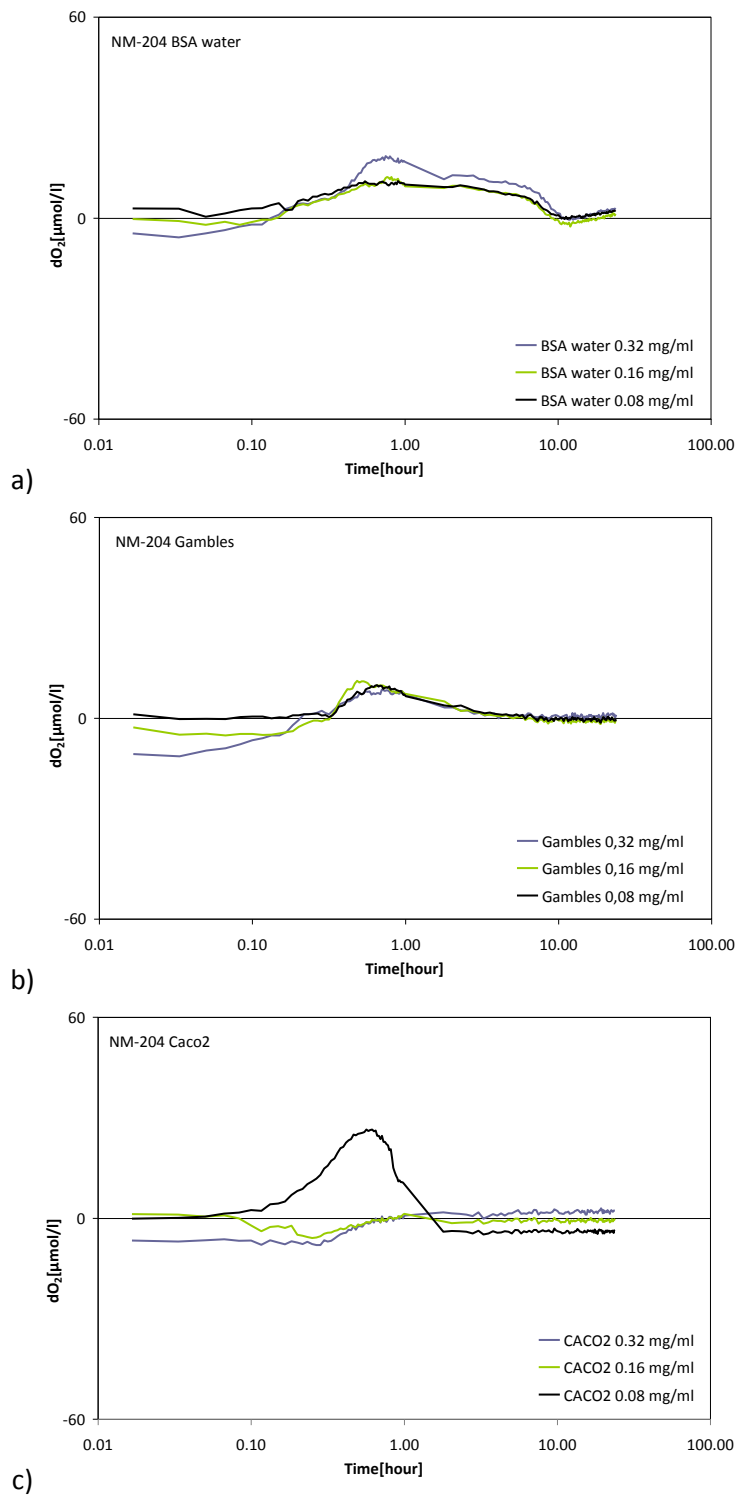 60
NM-204 BSA water
0
dO₂[µmol/l]
BSA water 0.32 mg/ml
BSA water 0.16 mg/ml
BSA water 0.08 mg/ml
-60
0.01 0.10 1.00 10.00 100.00
Time[hour]
a)
60
NM-204 Gambles
0
dO₂[µmol/l]
Gambles 0,32 mg/ml
Gambles 0,16 mg/ml
Gambles 0,08 mg/ml
-60
0.01 0.10 1.00 10.00 100.00
Time[hour]
b)
60
NM-204 Caco2
0
dO₂[µmol/l]
CACO2 0.32 mg/ml
CACO2 0.16 mg/ml
CACO2 0.08 mg/ml
-60
0.01 0.10 1.00 10.00 100.00
Time[hour]
c)